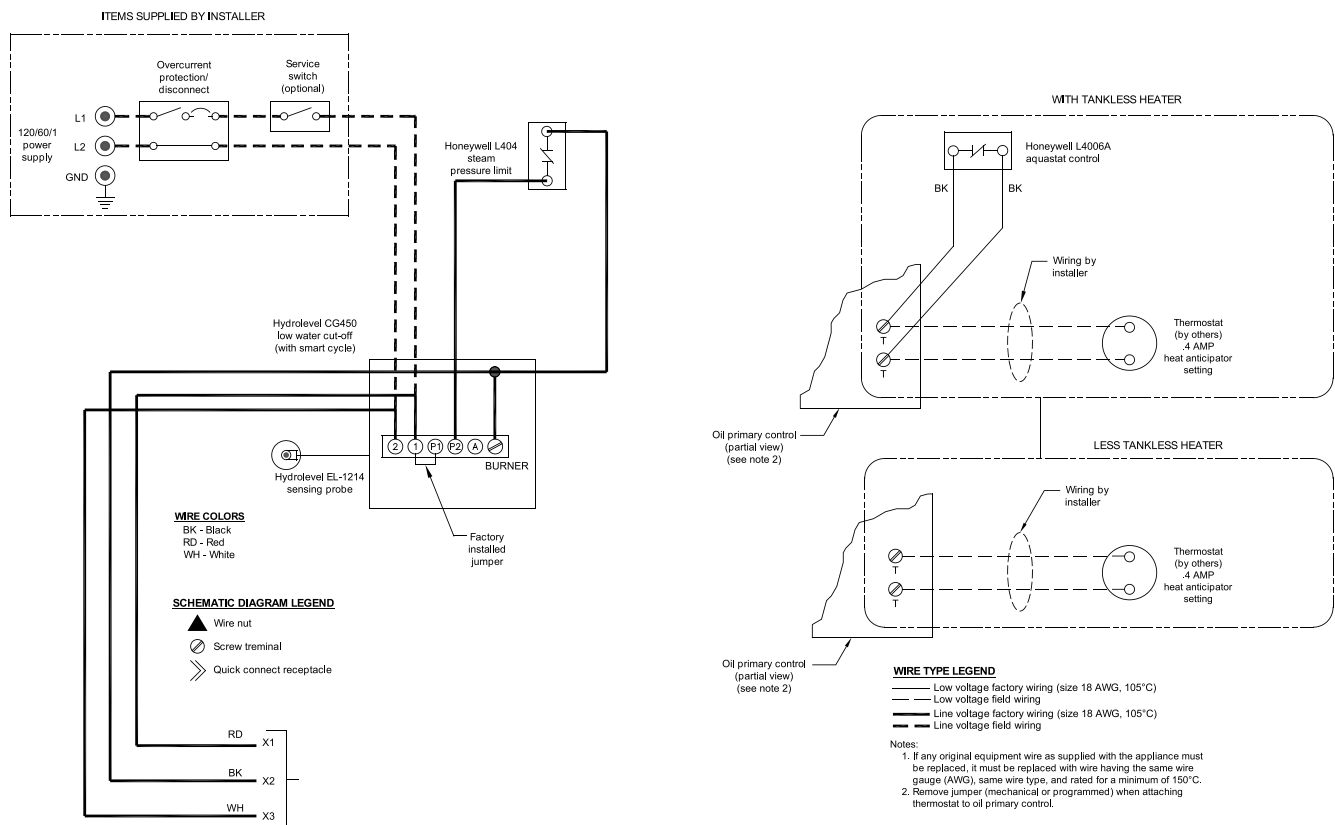 ITEMS SUPPLIED BY INSTALLER
Overcurrent
protection/
disconnect
Service
switch
(optional)
L1
120/60/1
power
supply
L2
GND
Honeywell L404
steam
pressure limit
Hydrolevel CG450
low water cut-off
(with smart cycle)
2
1
P1
P2
A
BURNER
Hydrolevel EL-1214
sensing probe
Factory
installed
jumper
WIRE COLORS
BK - Black
RD - Red
WH - White
SCHEMATIC DIAGRAM LEGEND
Wire nut
Screw treminal
Quick connect receptacle
RD
X1
BK
X2
WH
X3
WITH TANKLESS HEATER
Honeywell L4006A
aquastat control
BK
BK
Wiring by
installer
T
T
Thermostat
(by others)
.4 AMP
heat anticipator
setting
Oil primary control
(partial view)
(see note 2)
LESS TANKLESS HEATER
Wiring by
installer
T
T
Thermostat
(by others)
.4 AMP
heat anticipator
setting
Oil primary control
(partial view)
(see note 2)
WIRE TYPE LEGEND
Low voltage factory wiring (size 18 AWG, 105°C)
Low voltage field wiring
Line voltage factory wiring (size 18 AWG, 105°C)
Line voltage field wiring
Notes:
1. If any original equipment wire as supplied with the appliance must
be replaced, it must be replaced with wire having the same wire
gauge (AWG), same wire type, and rated for a minimum of 150°C.
2. Remove jumper (mechanical or programmed) when attaching
thermostat to oil primary control.